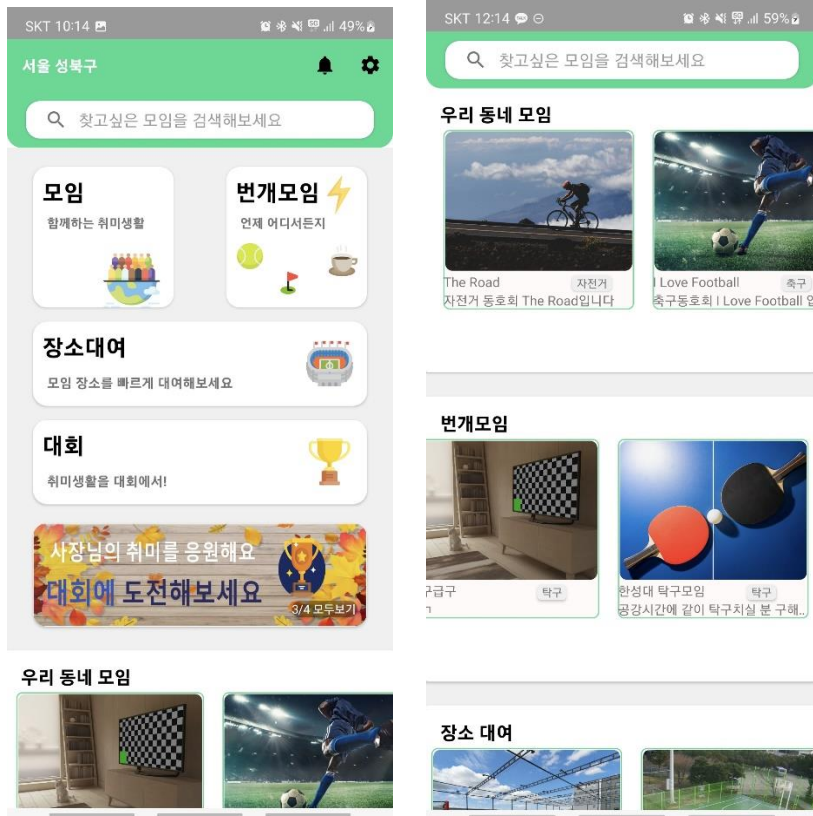 SKT 10:14
49%
서울 성북구
찾고싶은 모임을 검색해보세요
모임
함께하는 취미생활
번개모임
언제 어디서든지
장소대여
모임 장소를 빠르게 대여해보세요
대회
취미생활을 대회에서!
사장님의 취미를 응원해요
대회에 도전해보세요
3/4 모두보기
우리 동네 모임
SKT 12:14
59%
찾고싶은 모임을 검색해보세요
우리 동네 모임
The Road 자전거
자전거 동호회 The Road입니다
I Love Football 축구
축구동호회 I Love Football
번개모임
구급구 탁구
한성대 탁구모임 탁구
공강시간에 같이 탁구치실 분 구해..
장소 대여